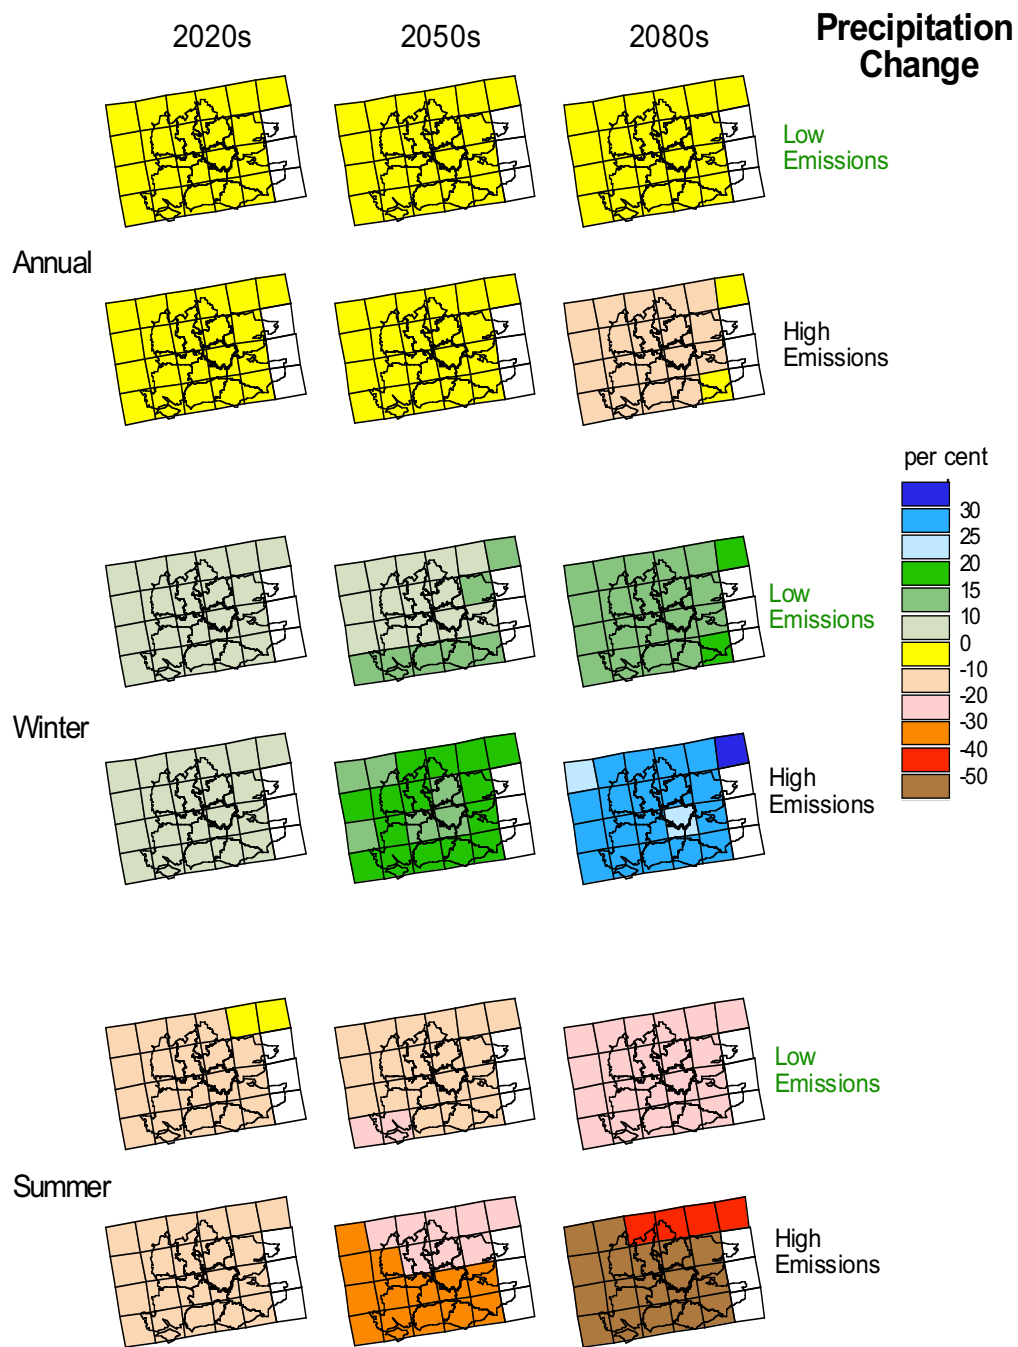 2020s
2050s
2080s
Precipitation
Change
Low
Emissions
Annual
High
Emissions
per cent
30
25
20
15
10
0
-10
-20
-30
-40
-50
Low
Emissions
Winter
High
Emissions
Low
Emissions
Summer
High
Emissions